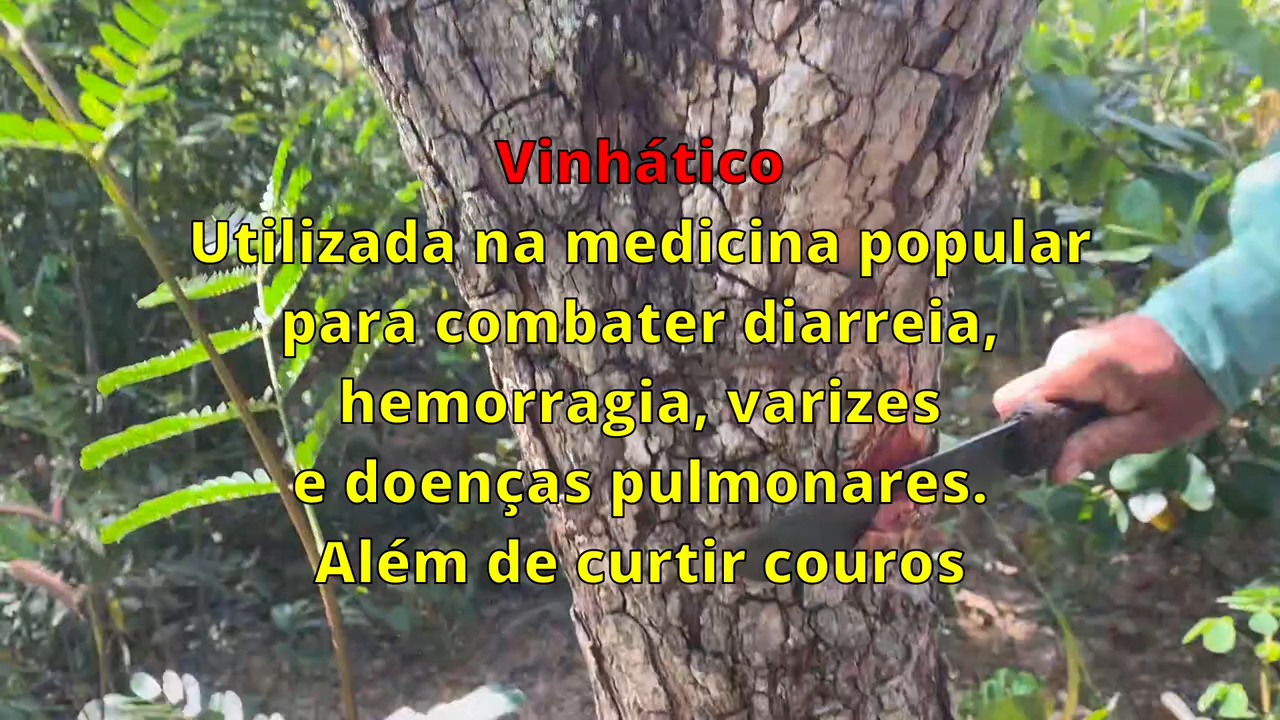 Vinhático
Utilizada na medicina popular
para combater diarreia,
hemorragia, varizes
e doenças pulmonares.
Além de curtir couros